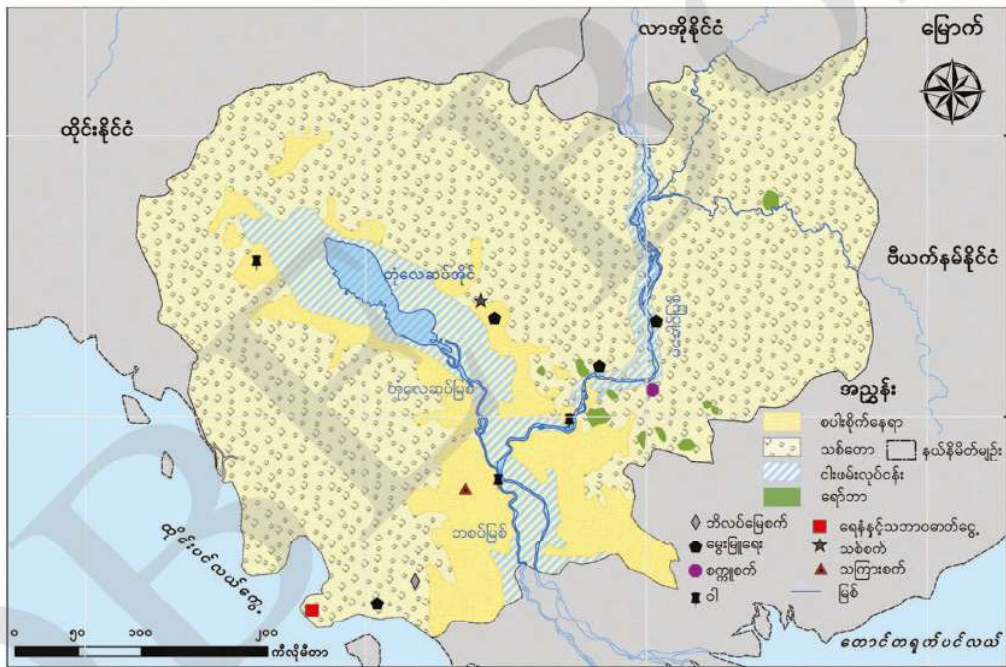 လာအိုနိုင်ငံ
မြောက်
ထိုင်းနိုင်ငံ
ဗီယက်နမ်နိုင်ငံ
တုံလေဆပ်အိုင်
မဲခေါင်မြစ်
တုံလေဆပ်မြစ်
ဘစပ်မြစ်
ထိုင်းပင်လယ်ကွေ့
အညွှန်း
စပါးစိုက်နေရာ
သစ်တော
နယ်နိမိတ်မျဉ်း
ငါးဖမ်းလုပ်ငန်း
ရော်ဘာ
ဘိလပ်မြေစက်
ရေနံနှင့်သဘာဝဓာတ်ငွေ့
မွေးမြူရေး
သစ်စက်
စက္ကူစက်
သကြားစက်
ဝါ
မြစ်
၀ ၅၀ ၁၀၀ ၂၀၀
ကီလိုမီတာ
တောင်တရုတ်ပင်လယ်